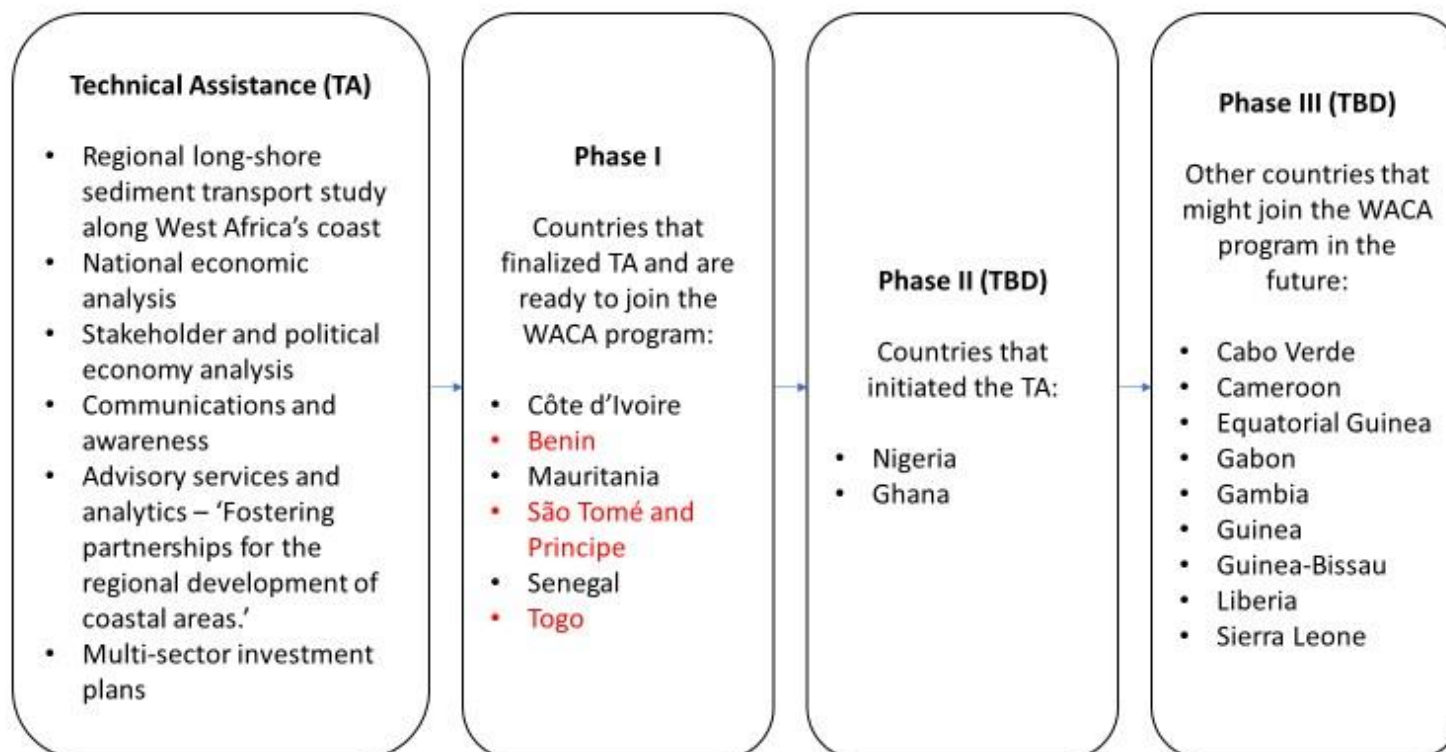 Technical Assistance (TA)
• Regional long-shore
sediment transport study
along West Africa's coast
• National economic
analysis
• Stakeholder and political
economy analysis
• Communications and
awareness
• Advisory services and
analytics – 'Fostering
partnerships for the
regional development of
coastal areas.'
• Multi-sector investment
plans
Phase I
Countries that
finalized TA and are
ready to join the
WACA program:
• Côte d'Ivoire
• Benin
• Mauritania
• São Tomé and
Principe
• Senegal
• Togo
Phase II (TBD)
Countries that
initiated the TA:
• Nigeria
• Ghana
Phase III (TBD)
Other countries that
might join the WACA
program in the
future:
• Cabo Verde
• Cameroon
• Equatorial Guinea
• Gabon
• Gambia
• Guinea
• Guinea-Bissau
• Liberia
• Sierra Leone